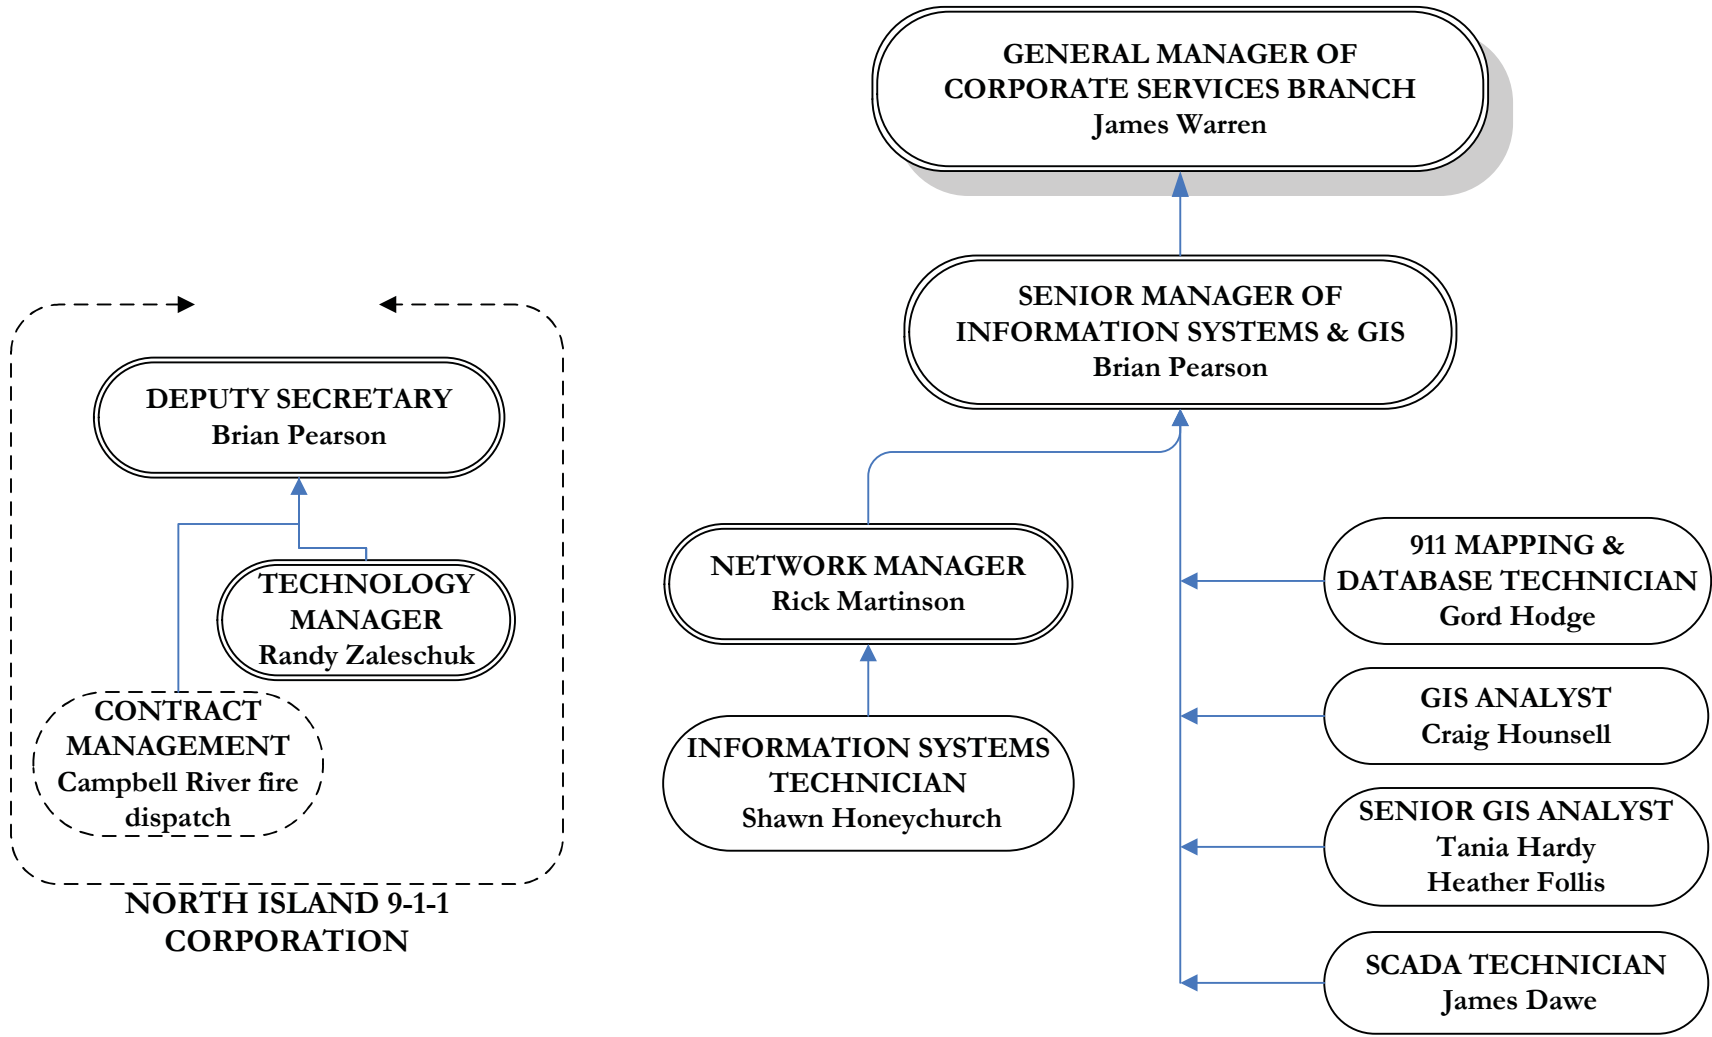 GENERAL MANAGER OF
CORPORATE SERVICES BRANCH
James Warren
SENIOR MANAGER OF
INFORMATION SYSTEMS & GIS
Brian Pearson
DEPUTY SECRETARY
Brian Pearson
TECHNOLOGY
MANAGER
Randy Zaleschuk
CONTRACT
MANAGEMENT
Campbell River fire
dispatch
NORTH ISLAND 9-1-1
CORPORATION
NETWORK MANAGER
Rick Martinson
INFORMATION SYSTEMS
TECHNICIAN
Shawn Honeychurch
911 MAPPING &
DATABASE TECHNICIAN
Gord Hodge
GIS ANALYST
Craig Hounsell
SENIOR GIS ANALYST
Tania Hardy
Heather Follis
SCADA TECHNICIAN
James Dawe